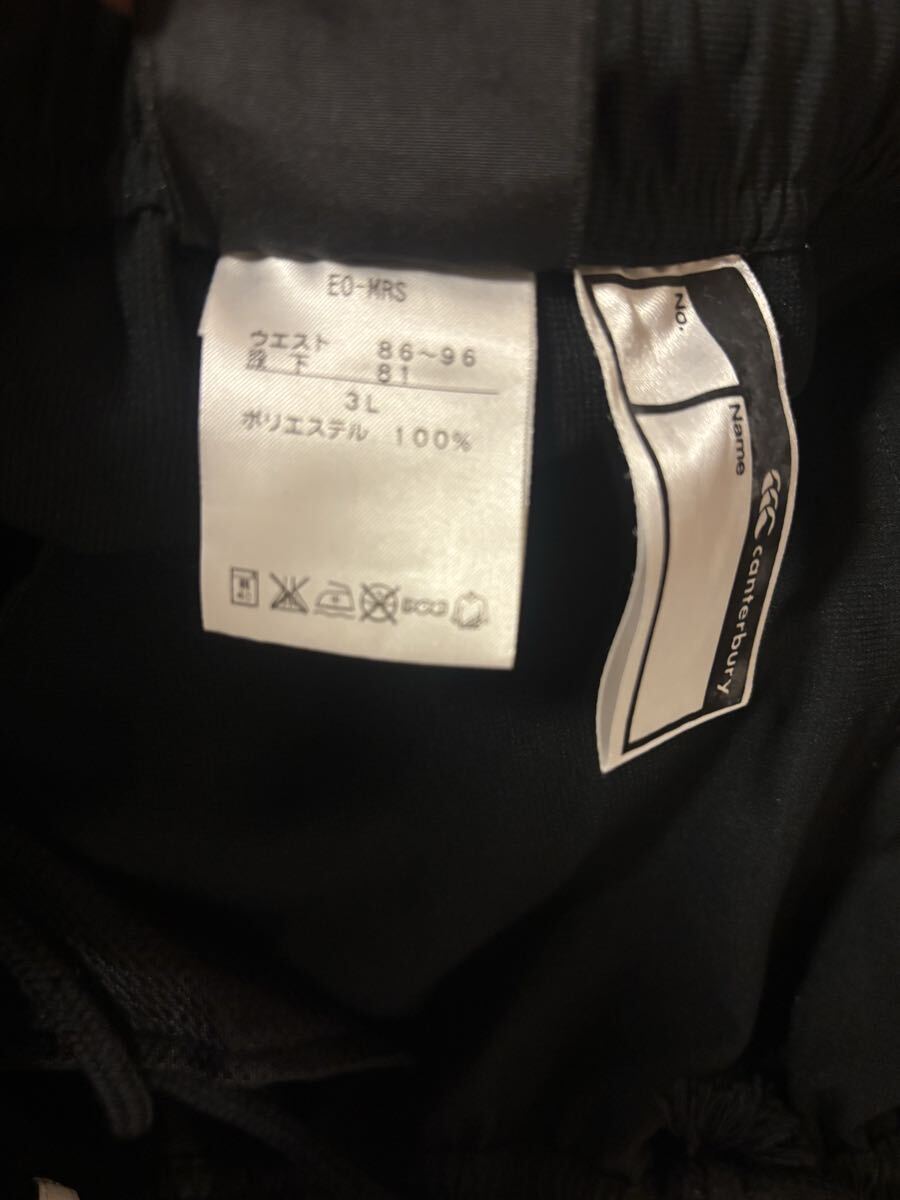 EO-MRS
ウエスト 86～96
股下 81
3L
ポリエステル 100%
No.
Name
canterbury